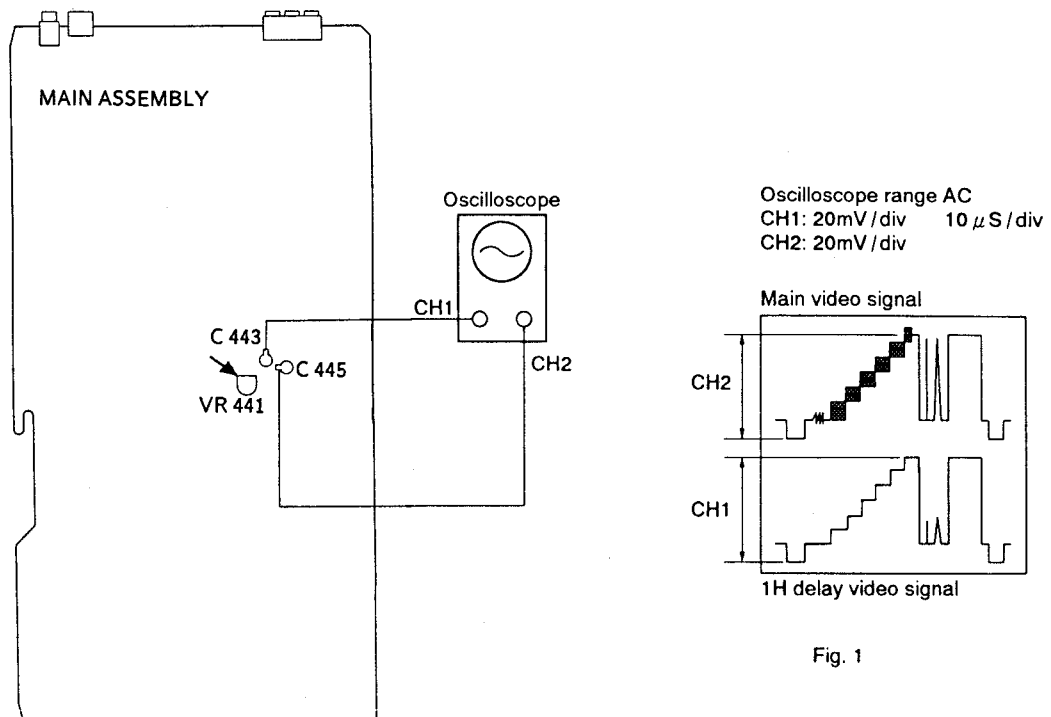 MAIN ASSEMBLY
Oscilloscope
CH1
CH2
C 443
C 445
VR 441
Oscilloscope range AC
CH1: 20mV/div 10 μS/div
CH2: 20mV/div
Main video signal
CH2
CH1
1H delay video signal
Fig. 1